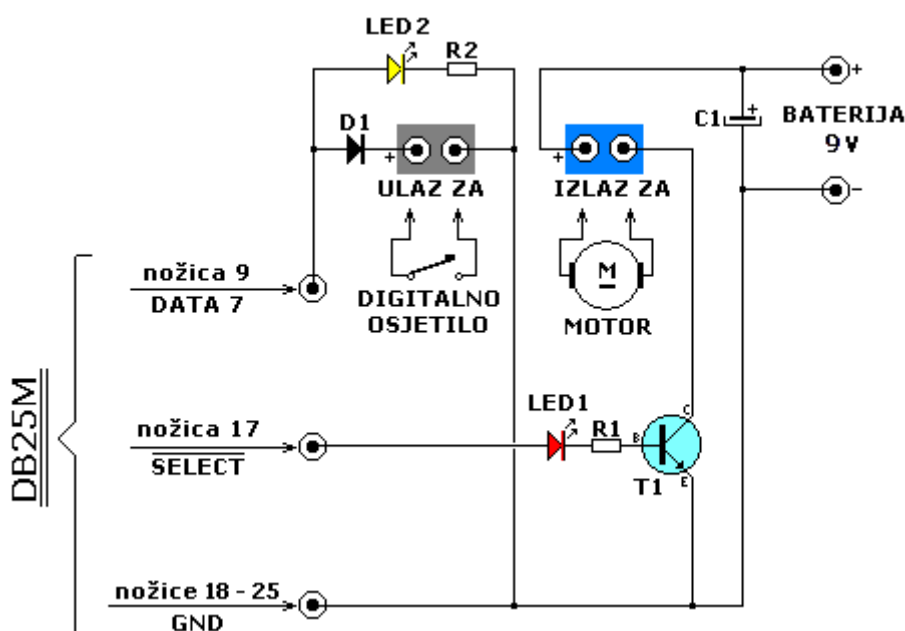 LED2
R2
D1
+
ULAZ ZA
DIGITALNO
OSJETILO
+
IZLAZ ZA
M
MOTOR
C1
+
+
BATERIJA
9V
-
DB25M
nožica 9
DATA 7
nožica 17
SELECT
LED1
R1
B
C
E
T1
nožice 18 - 25
GND